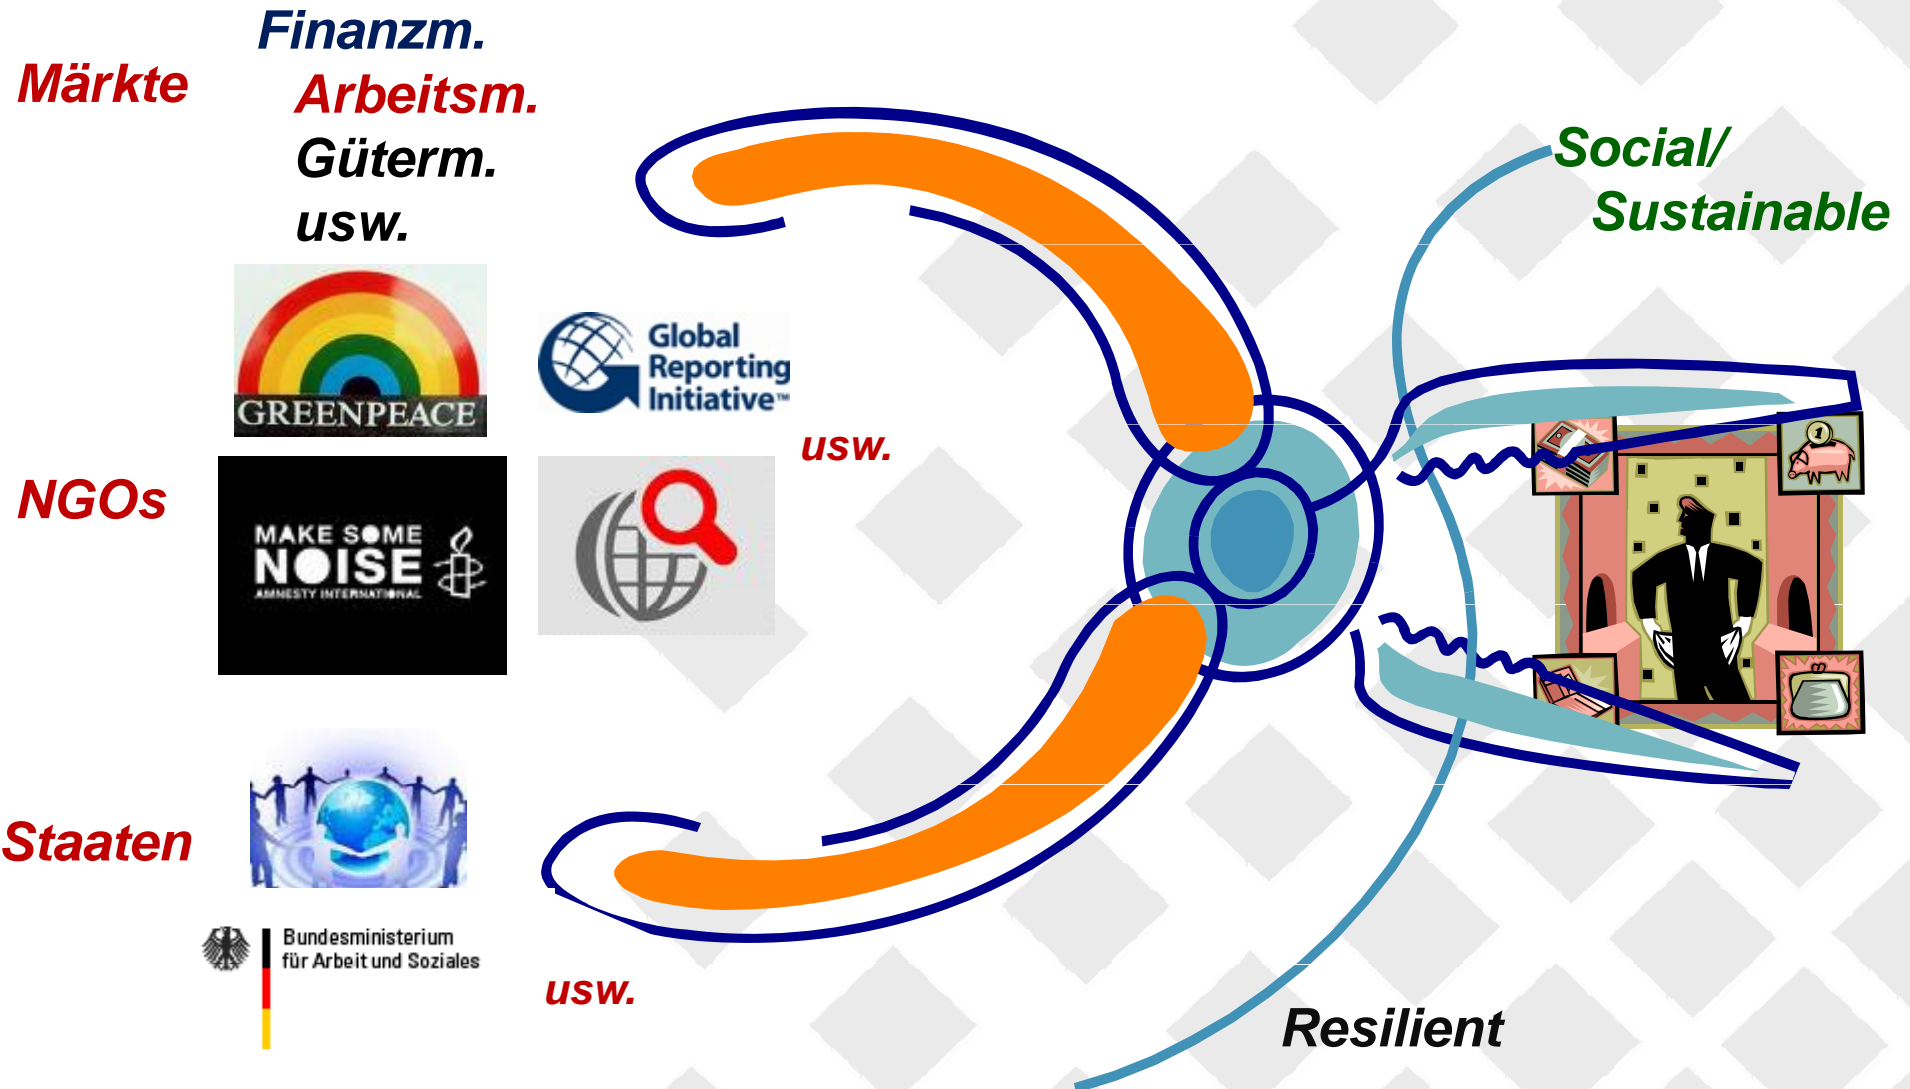 Märkte
Finanzm.
Arbeitsm.
Güterm.
usw.
GREENPEACE
Global
Reporting
Initiative™
usw.
NGOs
MAKE SOME
NOISE
AMNESTY INTERNATIONAL
Staaten
Bundesministerium
für Arbeit und Soziales
usw.
Social/
Sustainable
1
Resilient